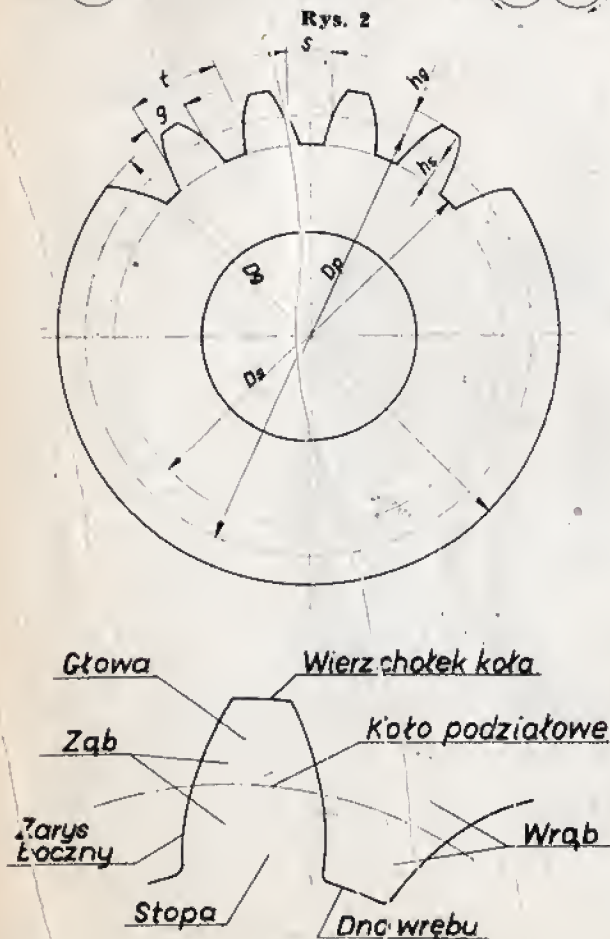 Rys. 2
s
t
g
hg
hs
Dp
Ds
Głowa
Wierzchołek koła
Ząb
Koło podziałowe
Zarys
boczny
Wrąb
Stopa
Dno wrębu